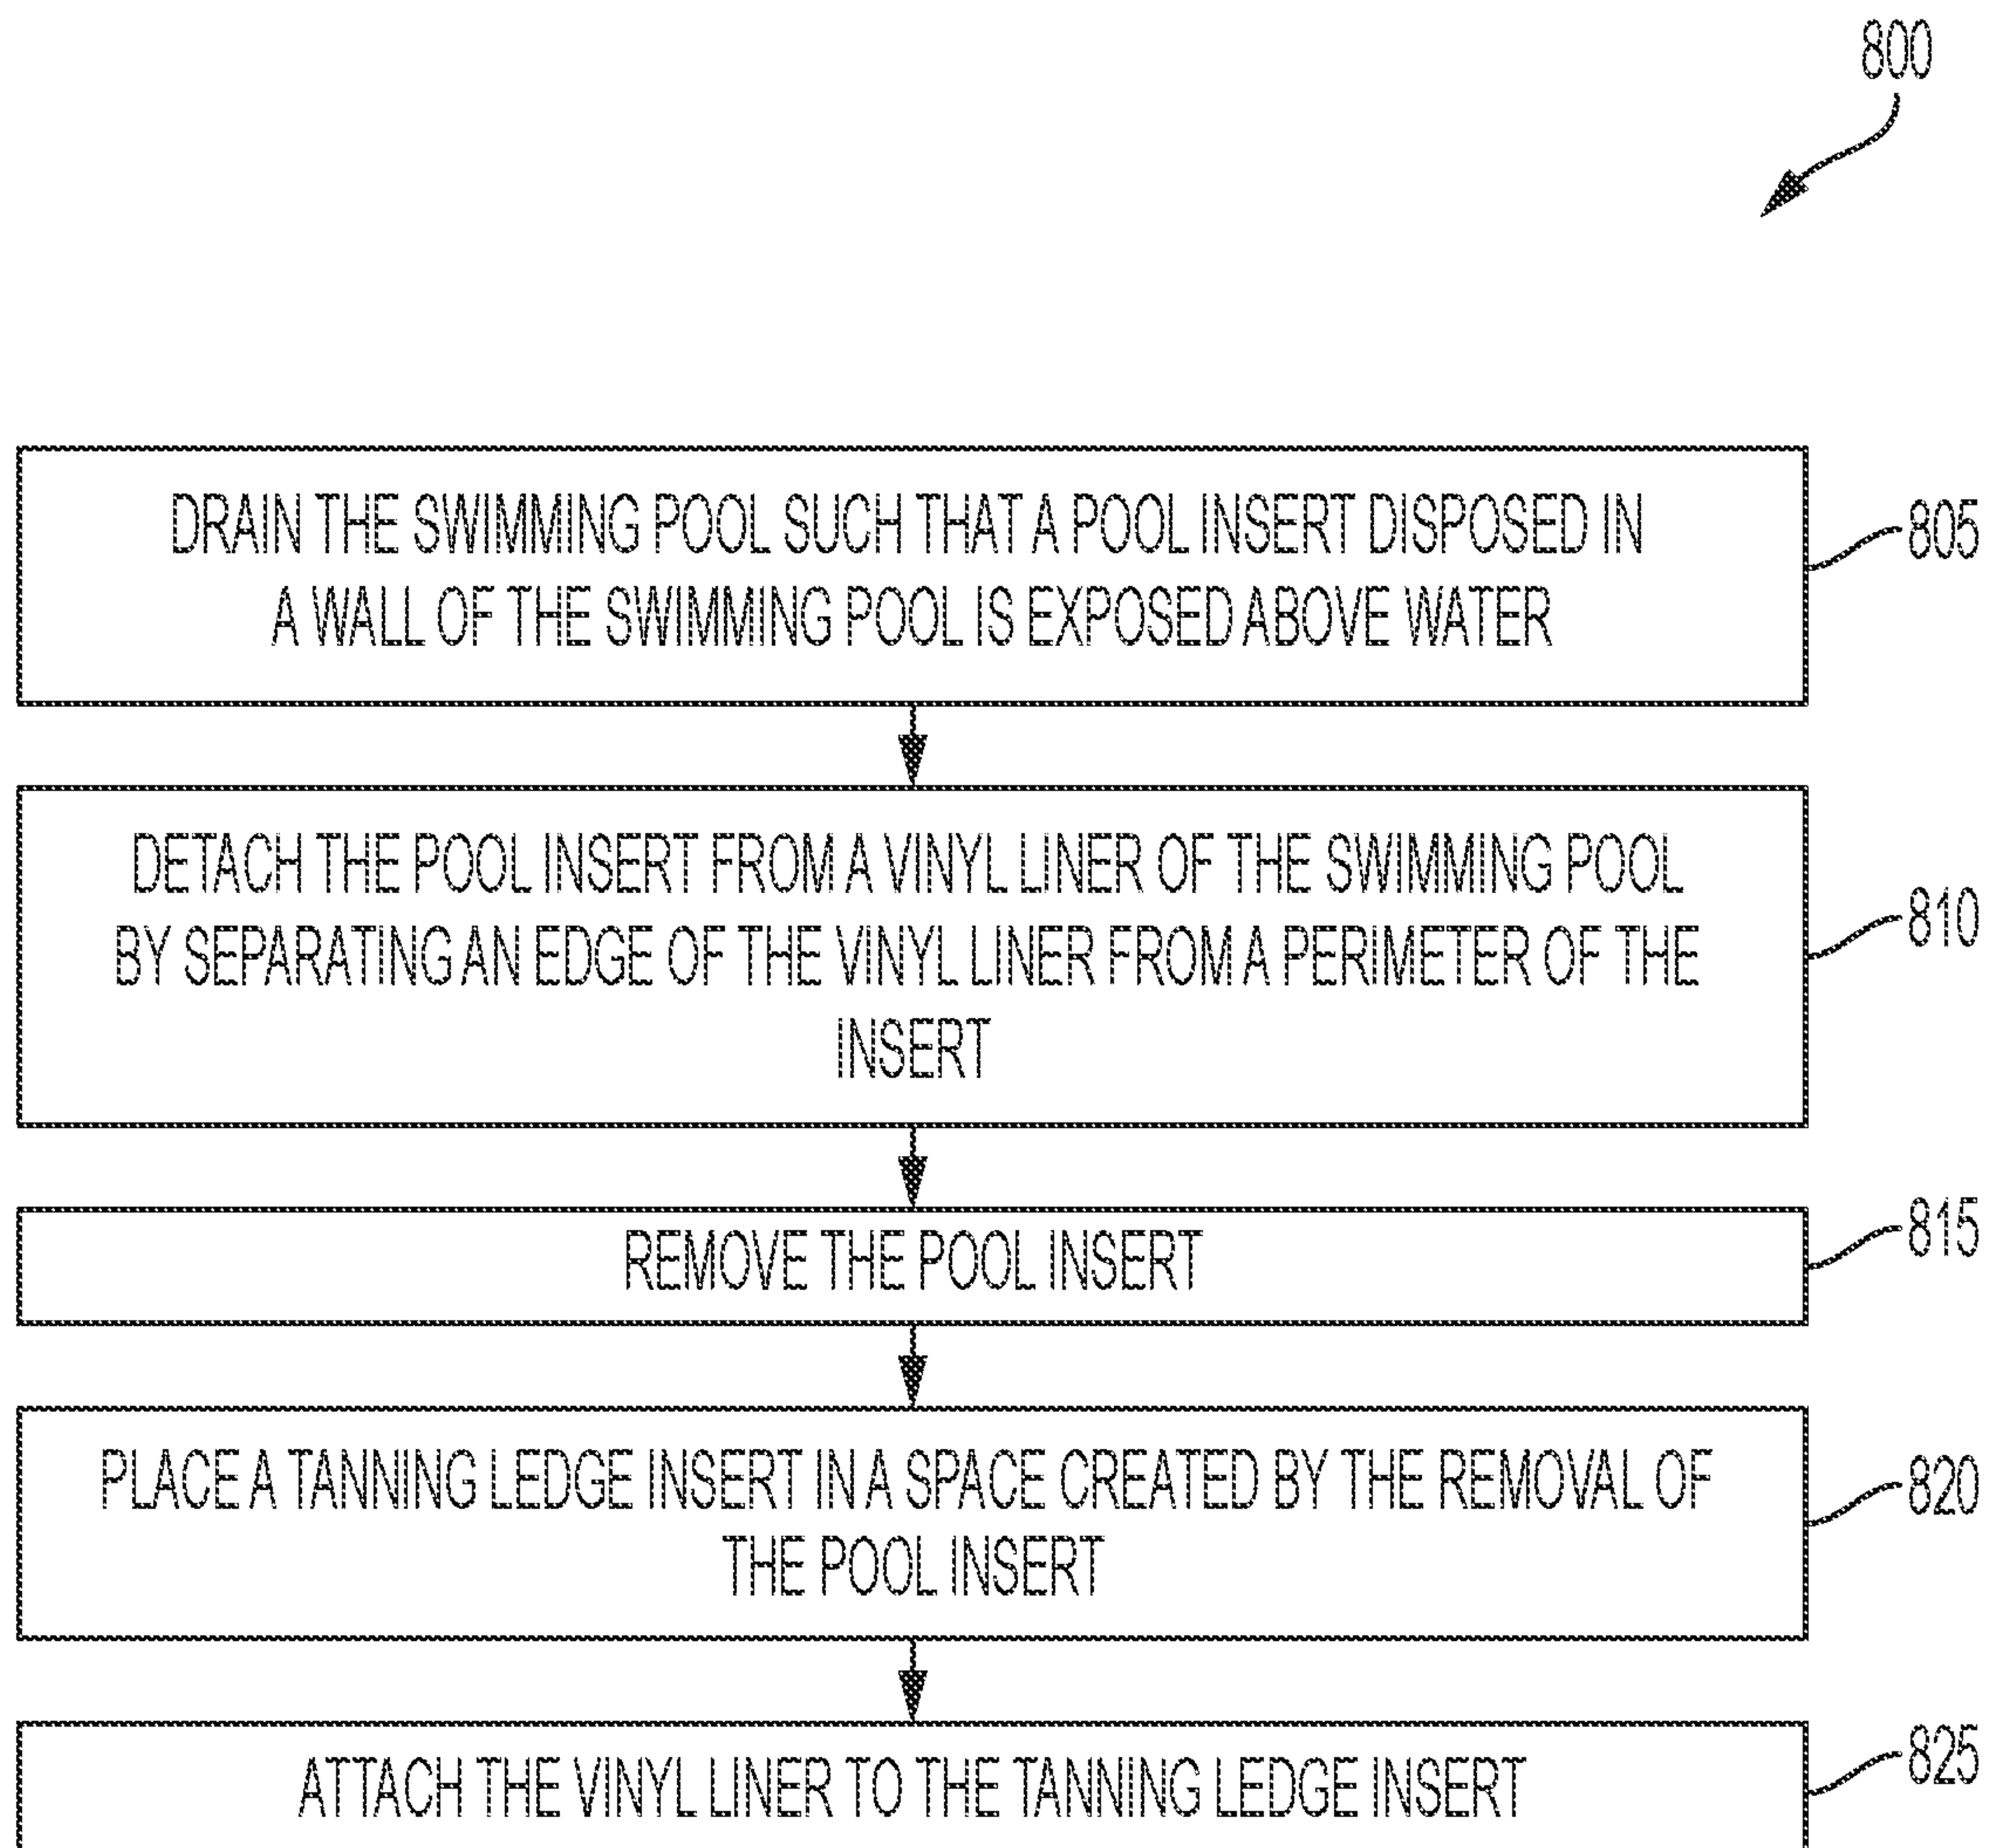 800
DRAIN THE SWIMMING POOL SUCH THAT A POOL INSERT DISPOSED IN
A WALL OF THE SWIMMING POOL IS EXPOSED ABOVE WATER
805
DETACH THE POOL INSERT FROM A VINYL LINER OF THE SWIMMING POOL
BY SEPARATING AN EDGE OF THE VINYL LINER FROM A PERIMETER OF THE
INSERT
810
REMOVE THE POOL INSERT
815
PLACE A TANNING LEDGE INSERT IN A SPACE CREATED BY THE REMOVAL OF
THE POOL INSERT
820
ATTACH THE VINYL LINER TO THE TANNING LEDGE INSERT
825